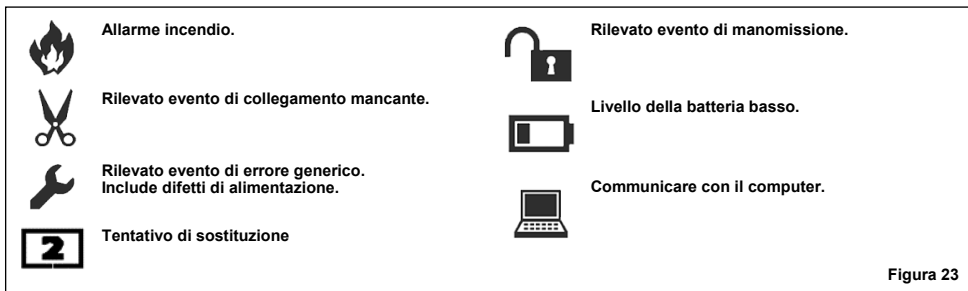 Allarme incendio.
Rilevato evento di collegamento mancante.
Rilevato evento di errore generico.
Include difetti di alimentazione.
2
Tentativo di sostituzione
Rilevato evento di manomissione.
Livello della batteria basso.
Communicare con il computer.
Figura 23